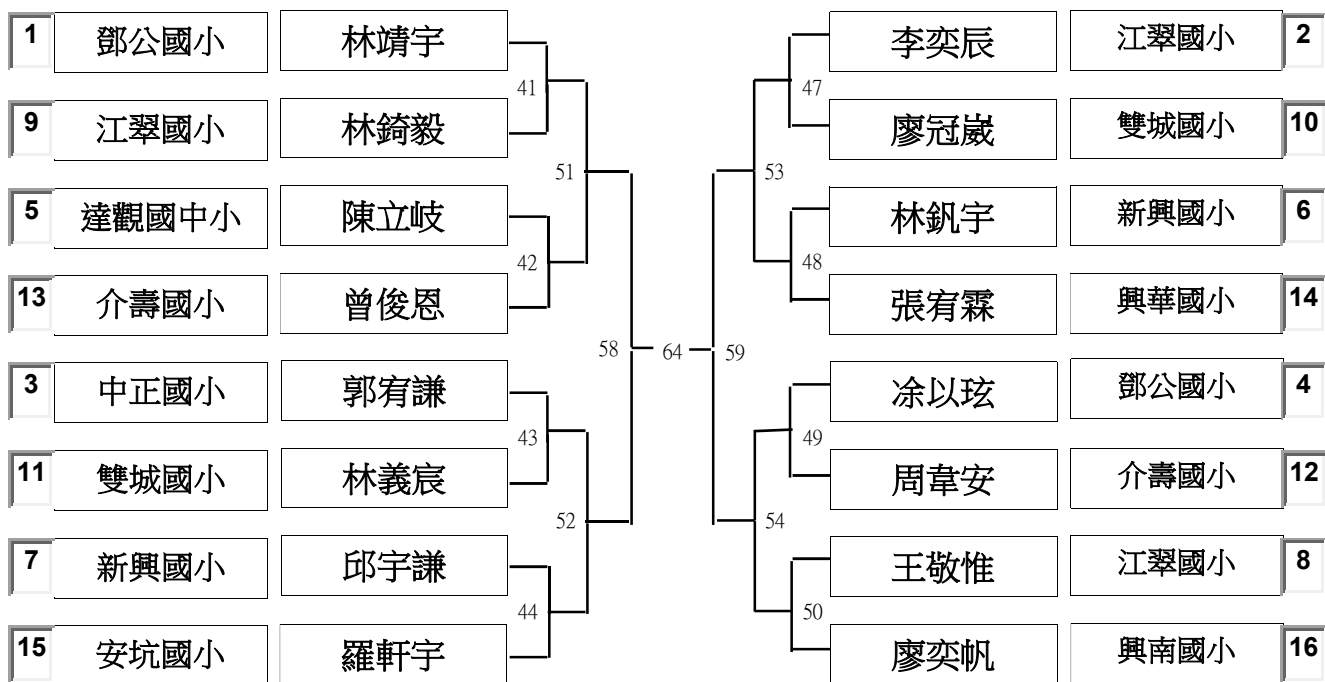 1 鄧公國小 林靖宇 李奕辰 江翠國小 2
41 47
9 江翠國小 林錡毅 廖冠崴 雙城國小 10
51 53
5 達觀國中小 陳立岐 林釩宇 新興國小 6
42 48
13 介壽國小 曾俊恩 張宥霖 興華國小 14
58 64 59
3 中正國小 郭宥謙 凃以玹 鄧公國小 4
43 49
11 雙城國小 林義宸 周韋安 介壽國小 12
52 54
7 新興國小 邱宇謙 王敬惟 江翠國小 8
44 50
15 安坑國小 羅軒宇 廖奕帆 興南國小 16